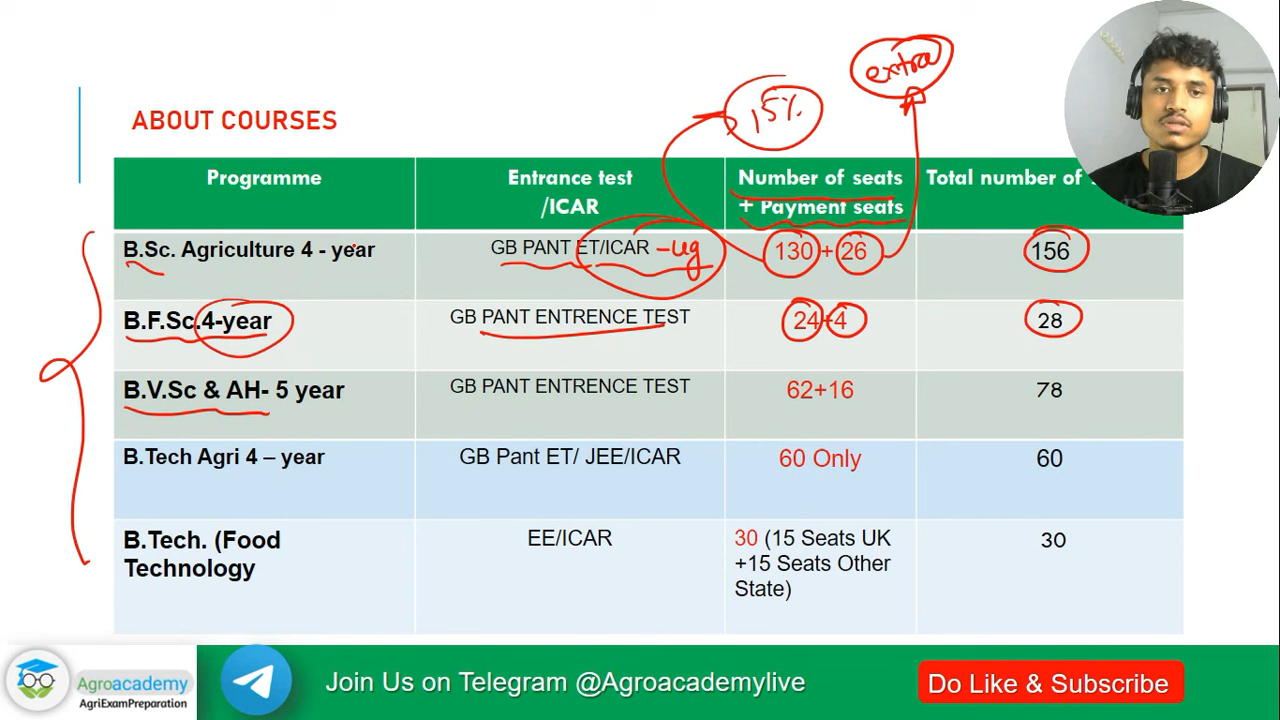 extra
15%
ABOUT COURSES
Programme
Entrance test
/ICAR
Number of seats
+ Payment seats
Total number of
B.Sc. Agriculture 4 - year
GB PANT ET/ICAR -ug
130 + 26
156
B.F.Sc.4-year
GB PANT ENTRENCE TEST
24+4
28
B.V.Sc & AH- 5 year
GB PANT ENTRENCE TEST
62+16
78
B.Tech Agri 4 – year
GB Pant ET/ JEE/ICAR
60 Only
60
B.Tech. (Food
Technology
EE/ICAR
30 (15 Seats UK
+15 Seats Other
State)
30
Agroacademy
AgriExamPreparation
Join Us on Telegram @Agroacademylive
Do Like & Subscribe